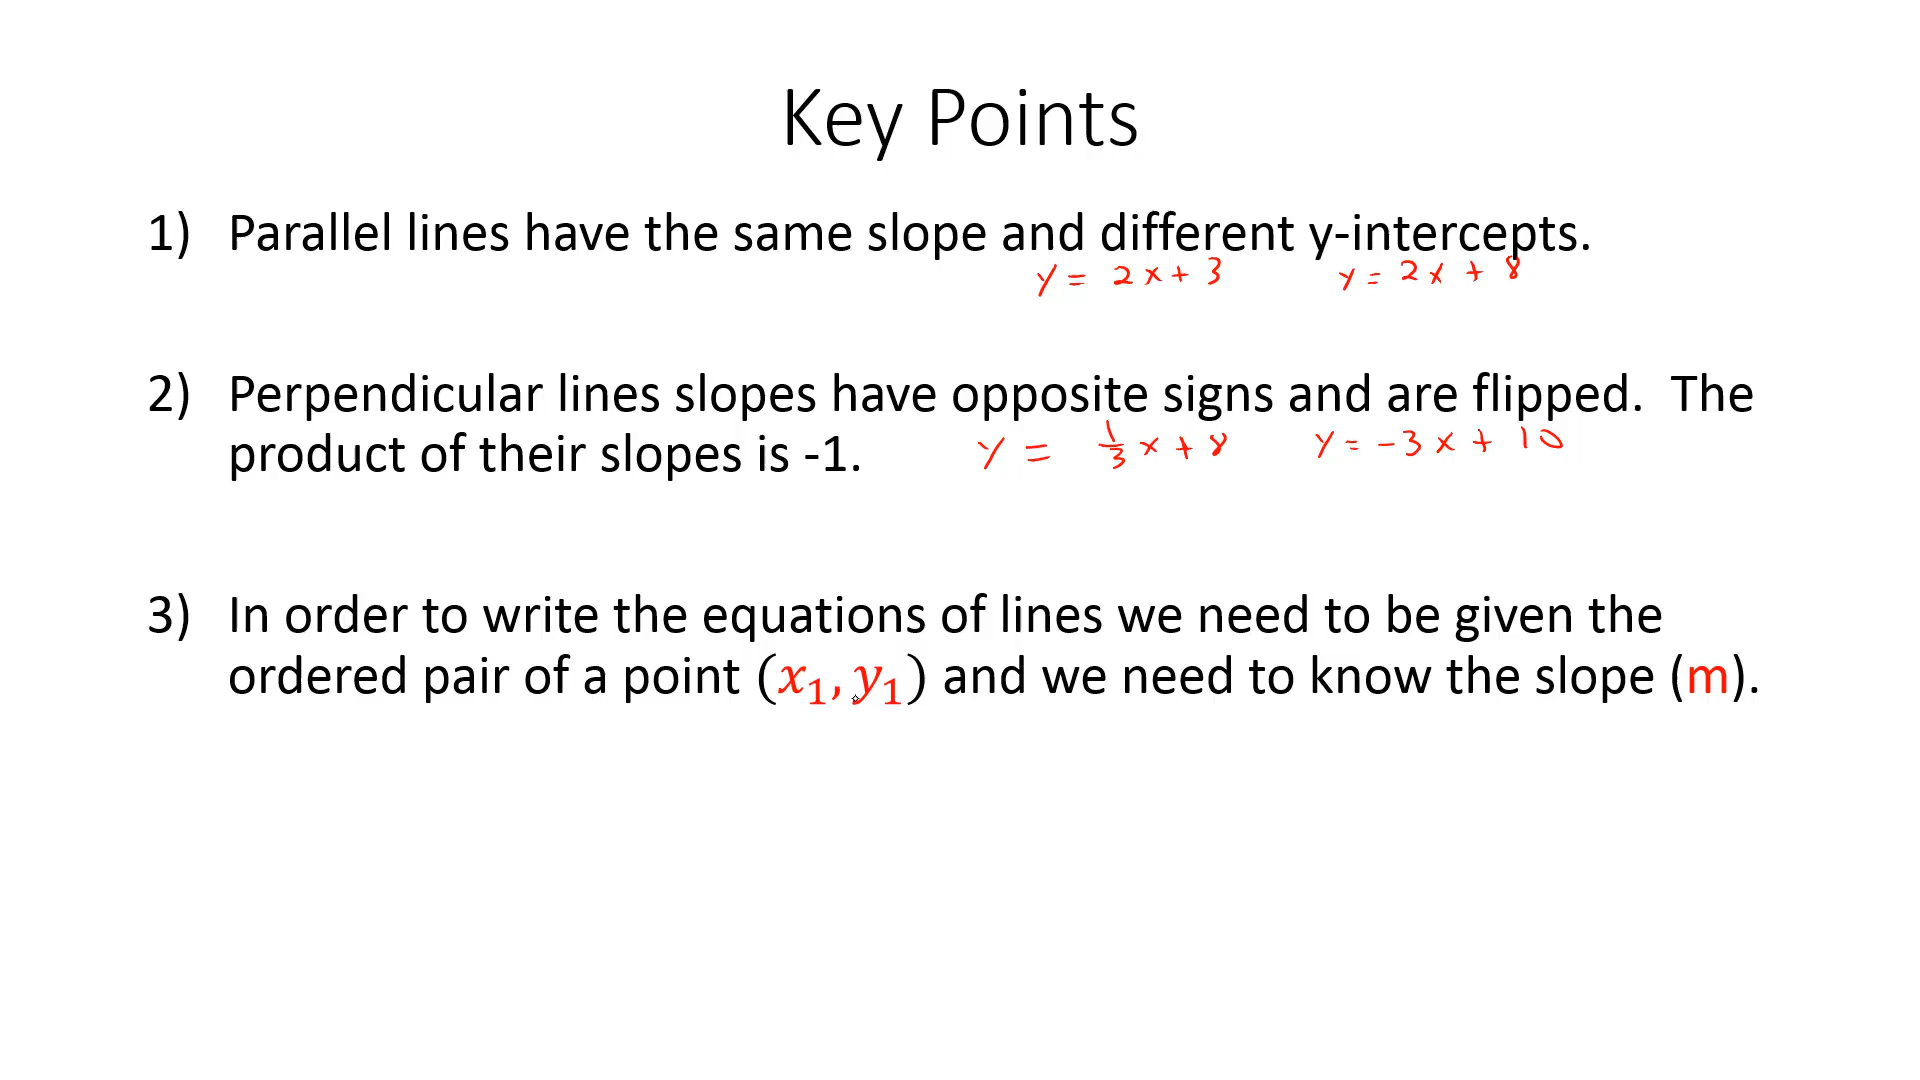 Key Points
1) Parallel lines have the same slope and different y-intercepts.
y = 2x + 3 y = 2x + 8
2) Perpendicular lines slopes have opposite signs and are flipped. The
product of their slopes is -1. y = 1/3 x + 8 y = -3x + 10
3) In order to write the equations of lines we need to be given the
ordered pair of a point (x₁, y₁) and we need to know the slope (m).